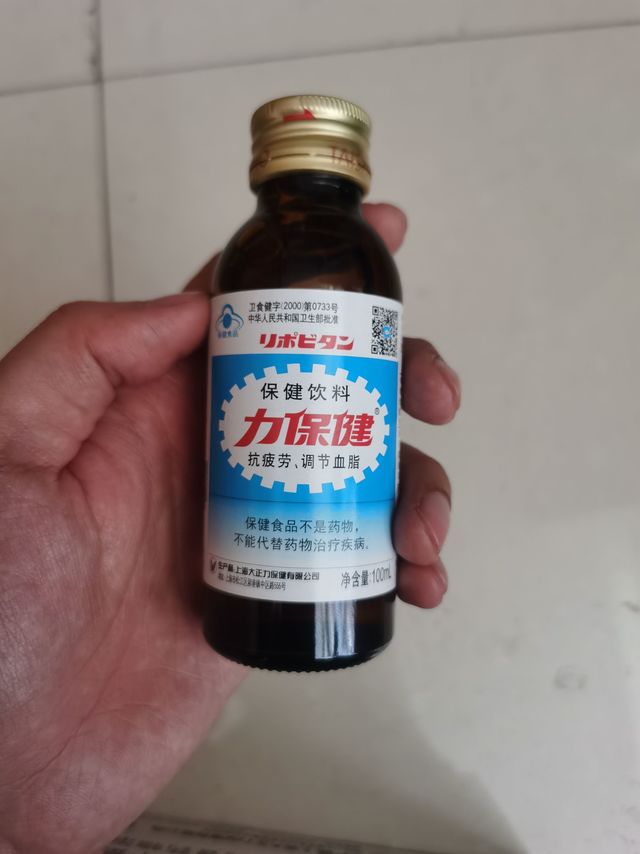 卫食健字(2000)第0733号
中华人民共和国卫生部批准
保健食品
リポビタン
保健饮料
力保健®
抗疲劳、调节血脂
保健食品不是药物,
不能代替药物治疗疾病。
生产商:上海大正力保健有限公司
净含量:100mL